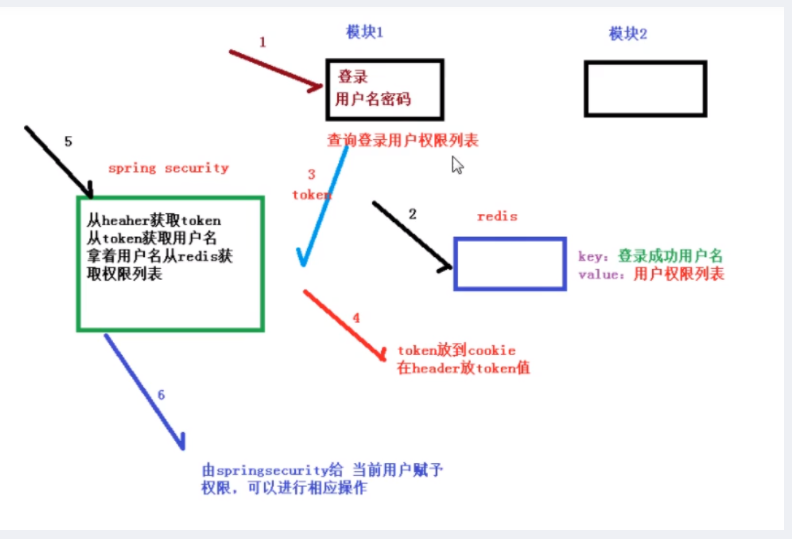 模块1
模块2
1
登录
用户名密码
查询登录用户权限列表
5
spring security
3
token
2
redis
从heaher获取token
从token获取用户名
拿着用户名从redis获
取权限列表
key：登录成功用户名
value：用户权限列表
4
token放到cookie
在header放token值
6
由springsecurity给 当前用户赋予
权限，可以进行相应操作